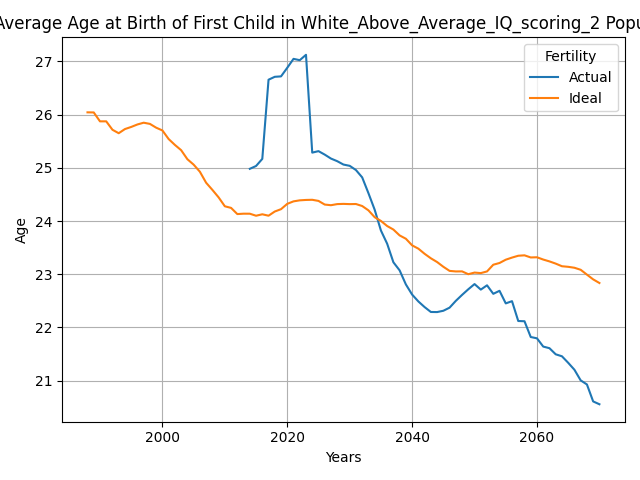 Average Age at Birth of First Child in White_Above_Average_IQ_scoring_2 Popu
Fertility
Actual
Ideal
27
26
25
24
23
22
21
Age
2000 2020 2040 2060
Years